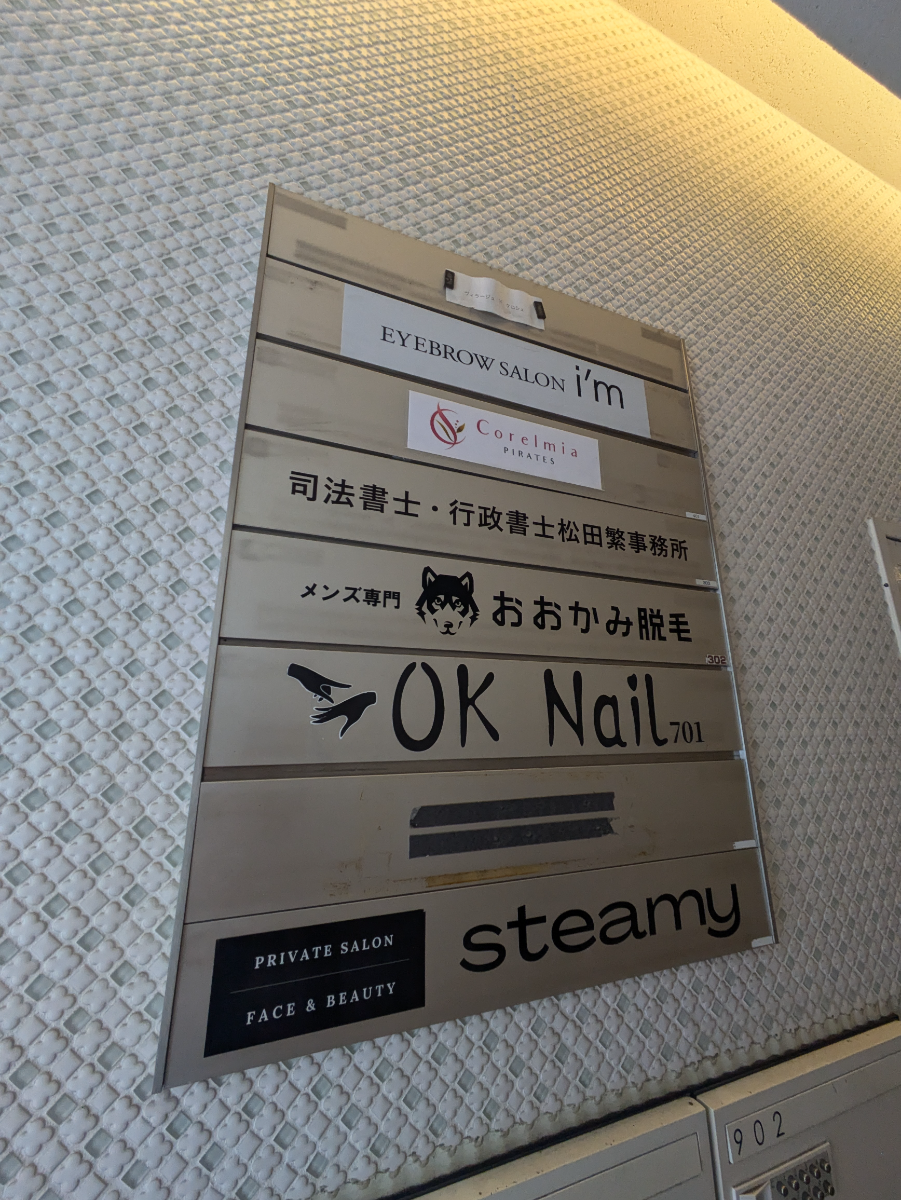 EYEBROW SALON i'm
Corelmia
PIRATES
司法書士・行政書士松田繁事務所
メンズ専門 おおかみ脱毛
302
OK Nail 701
steamy
PRIVATE SALON
FACE & BEAUTY
902